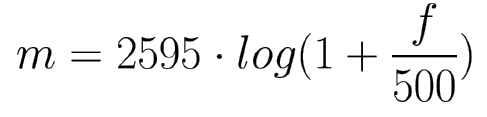 m = 2595 · log(1 + f/500)